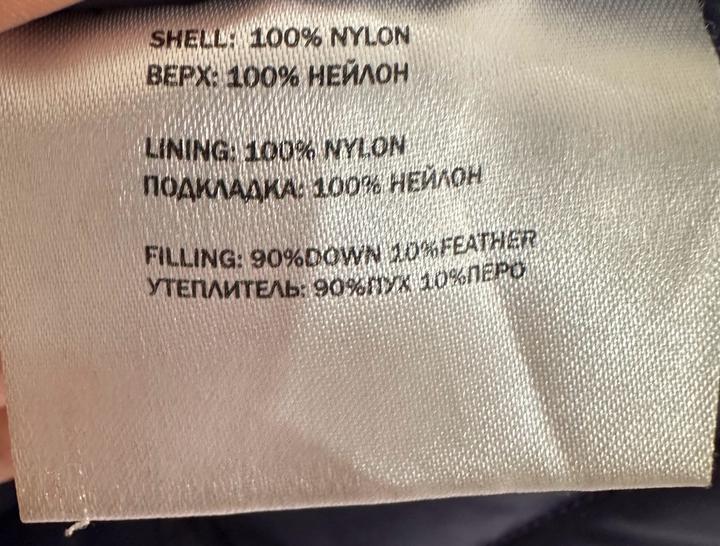 SHELL: 100% NYLON
ВЕРХ: 100% НЕЙЛОН
LINING: 100% NYLON
ПОДКЛАДКА: 100% НЕЙЛОН
FILLING: 90%DOWN 10%FEATHER
УТЕПЛИТЕЛЬ: 90%ПУХ 10%ПЕРО